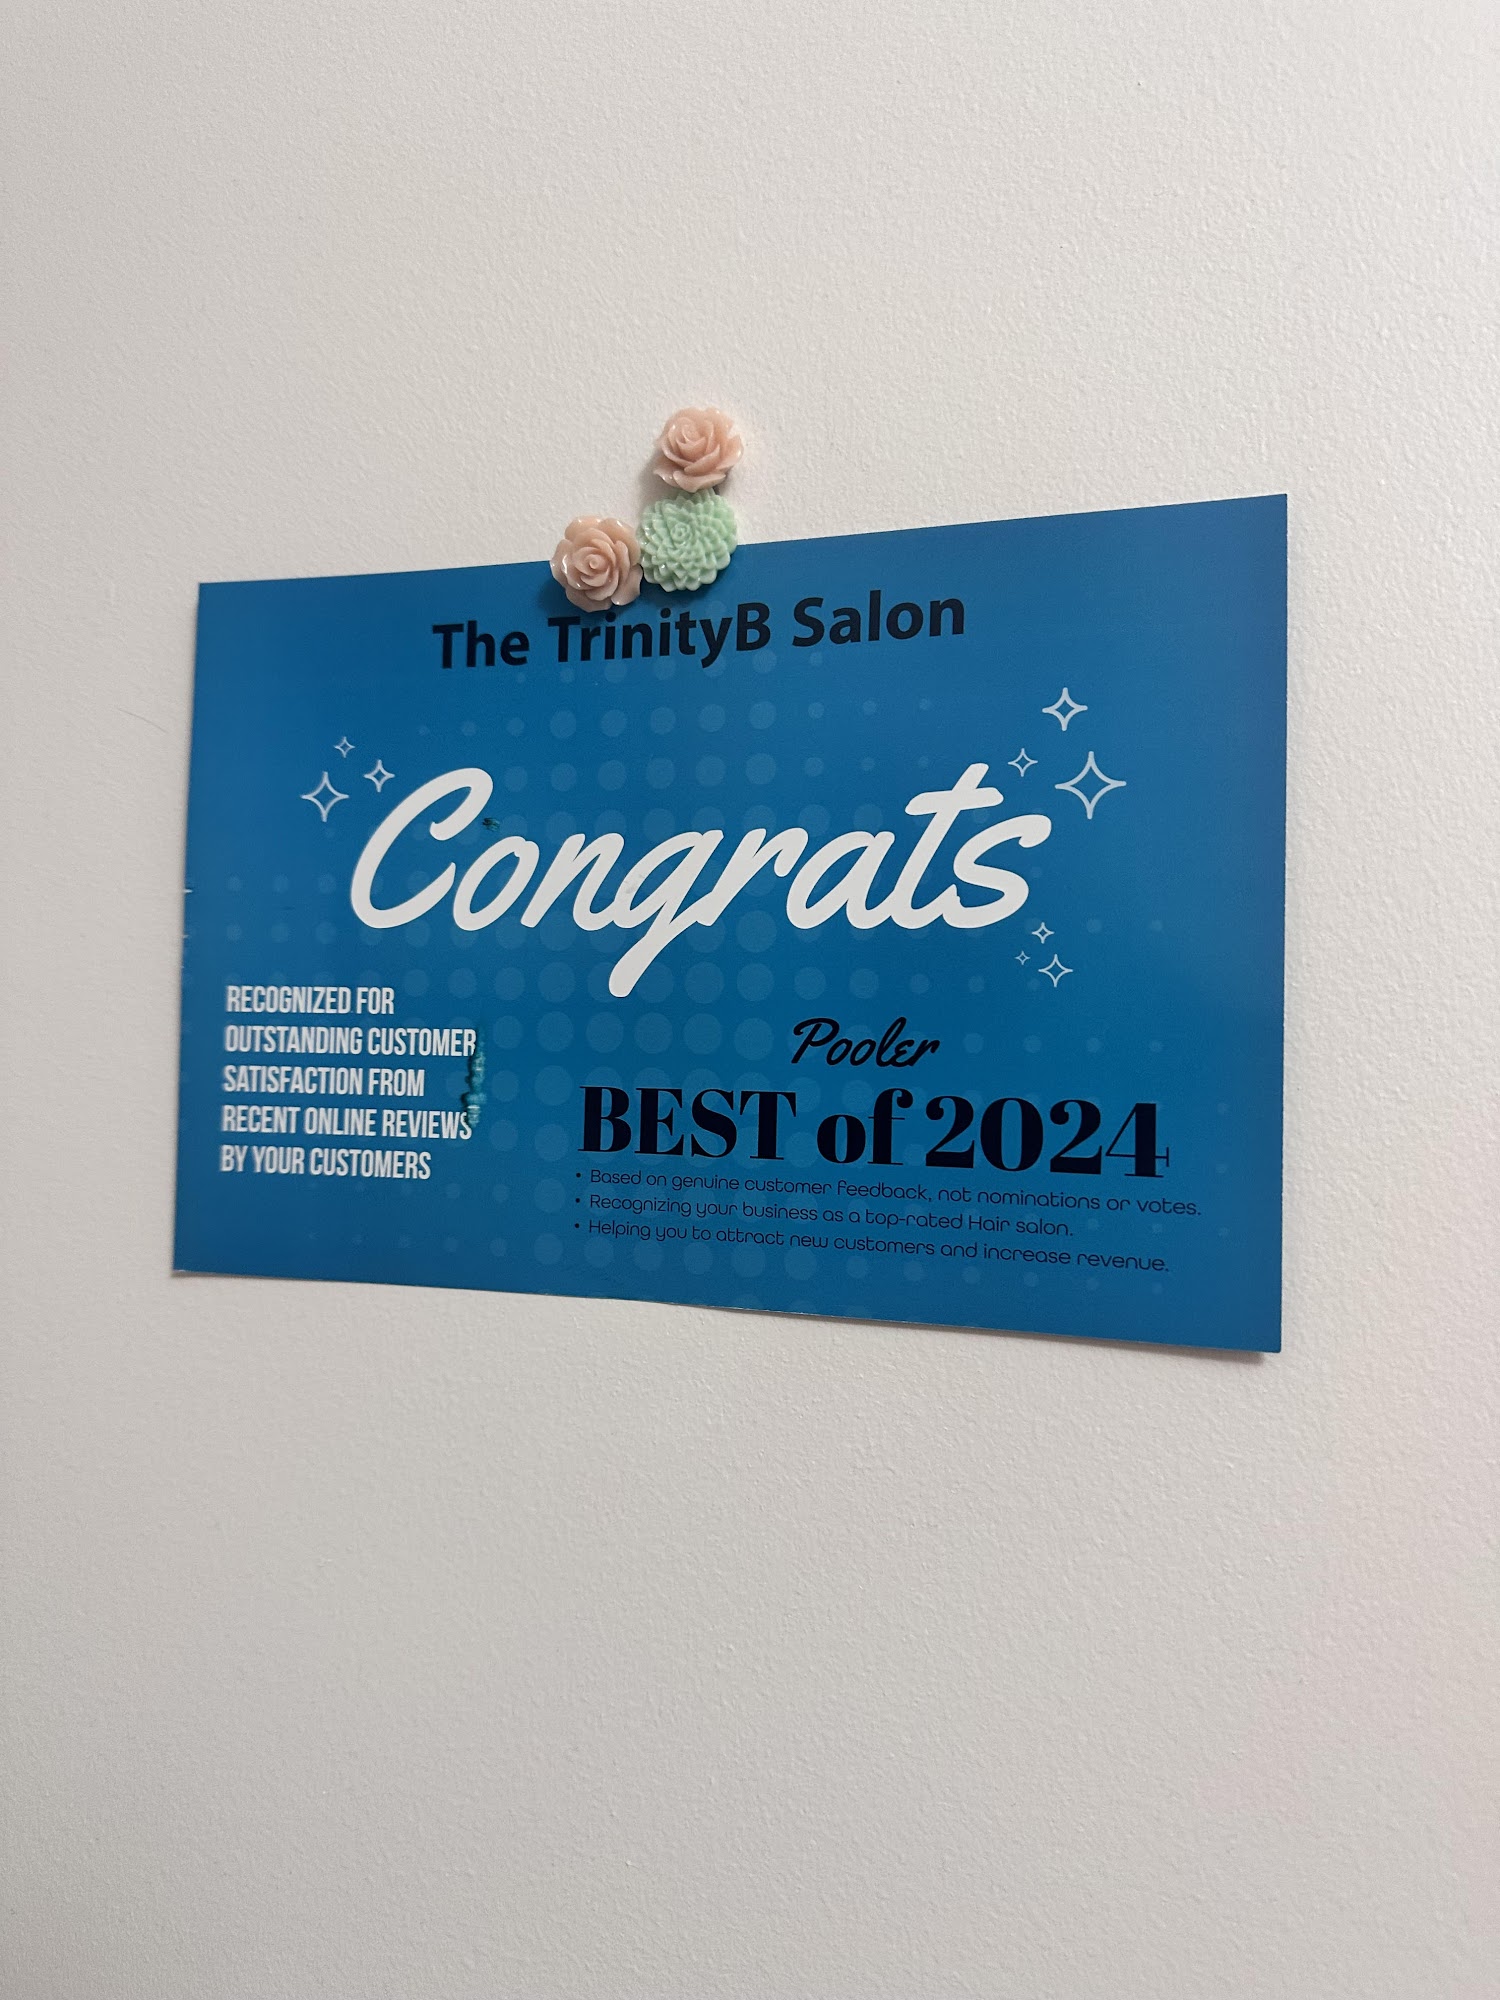 The TrinityB Salon
Congrats
RECOGNIZED FOR
OUTSTANDING CUSTOMER
SATISFACTION FROM
RECENT ONLINE REVIEWS
BY YOUR CUSTOMERS
Pooler
BEST of 2024
• Based on genuine customer feedback, not nominations or votes.
• Recognizing your business as a top-rated Hair salon.
• Helping you to attract new customers and increase revenue.